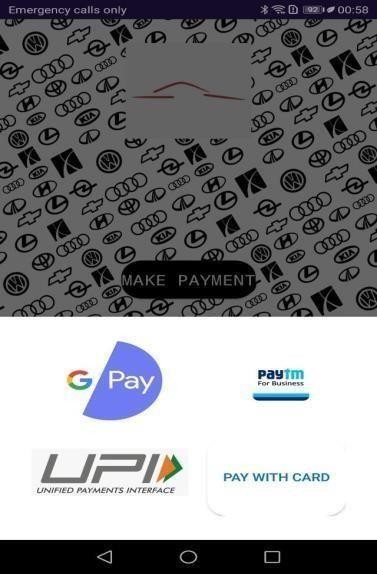 Emergency calls only
92
00:58
MAKE PAYMENT
G Pay
paytm
For Business
UPI
UNIFIED PAYMENTS INTERFACE
PAY WITH CARD